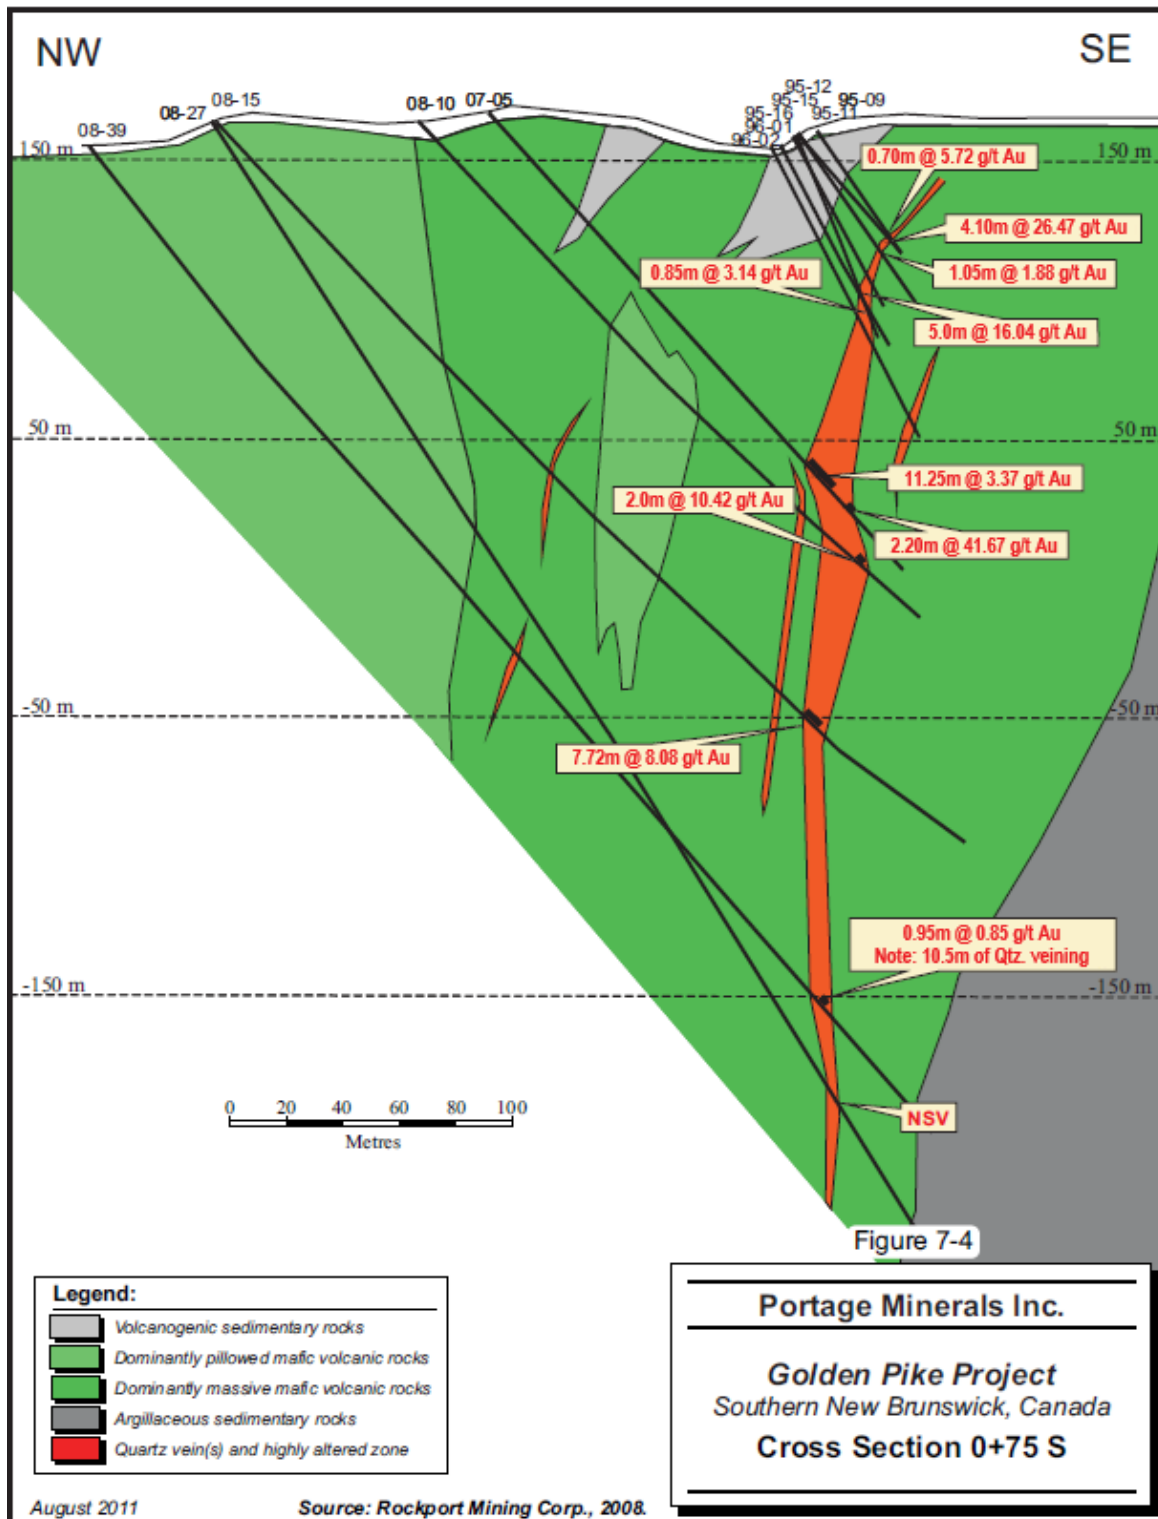 NW
SE
95-12
08-15
95-15
95-09
08-27
08-10
07-05
95-16
95-11
96-01
08-39
96-02
150 m
150 m
0.70m @ 5.72 g/t Au
4.10m @ 26.47 g/t Au
0.85m @ 3.14 g/t Au
1.05m @ 1.88 g/t Au
5.0m @ 16.04 g/t Au
50 m
50 m
11.25m @ 3.37 g/t Au
2.0m @ 10.42 g/t Au
2.20m @ 41.67 g/t Au
-50 m
-50 m
7.72m @ 8.08 g/t Au
0.95m @ 0.85 g/t Au
Note: 10.5m of Qtz. veining
-150 m
-150 m
0 20 40 60 80 100
Metres
NSV
Figure 7-4
Legend:
Volcanogenic sedimentary rocks
Dominantly pillowed mafic volcanic rocks
Dominantly massive mafic volcanic rocks
Argillaceous sedimentary rocks
Quartz vein(s) and highly altered zone
Portage Minerals Inc.
Golden Pike Project
Southern New Brunswick, Canada
Cross Section 0+75 S
August 2011
Source: Rockport Mining Corp., 2008.